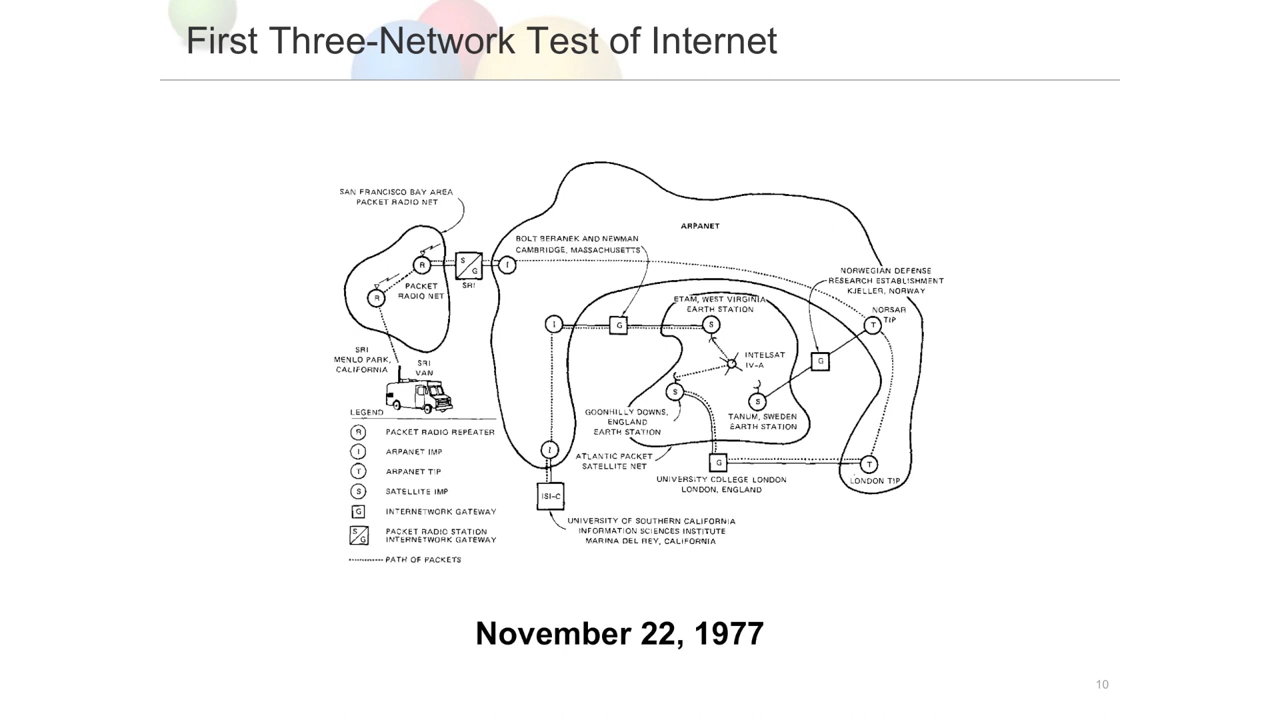 First Three-Network Test of Internet
SAN FRANCISCO BAY AREA
PACKET RADIO NET
ARPANET
BOLT BERANEK AND NEWMAN
CAMBRIDGE, MASSACHUSETTS
R
S
G
I
SRI
PACKET
RADIO NET
R
NORWEGIAN DEFENSE
RESEARCH ESTABLISHMENT
KJELLER, NORWAY
ETAM, WEST VIRGINIA
EARTH STATION
NORSAR
TIP
I
G
S
T
SRI
MENLO PARK,
CALIFORNIA
SRI
VAN
INTELSAT
IV-A
G
S
S
GOONHILLY DOWNS,
ENGLAND
EARTH STATION
TANUM, SWEDEN
EARTH STATION
I
ATLANTIC PACKET
SATELLITE NET
G
T
UNIVERSITY COLLEGE LONDON
LONDON, ENGLAND
LONDON TIP
ISI-C
UNIVERSITY OF SOUTHERN CALIFORNIA
INFORMATION SCIENCES INSTITUTE
MARINA DEL REY, CALIFORNIA
LEGEND
R PACKET RADIO REPEATER
I ARPANET IMP
T ARPANET TIP
S SATELLITE IMP
G INTERNETWORK GATEWAY
S/G PACKET RADIO STATION
INTERNETWORK GATEWAY
PATH OF PACKETS
November 22, 1977
10